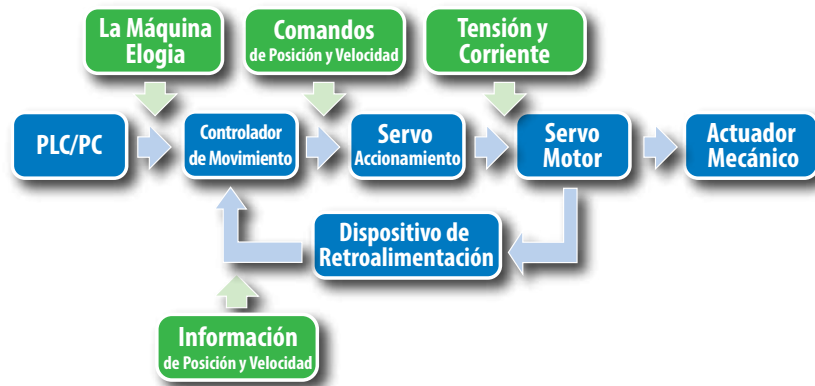 La Máquina
Elogia
Comandos
de Posición y Velocidad
Tensión y
Corriente
PLC/PC
Controlador
de Movimiento
Servo
Accionamiento
Servo
Motor
Actuador
Mecánico
Dispositivo de
Retroalimentación
Información
de Posición y Velocidad